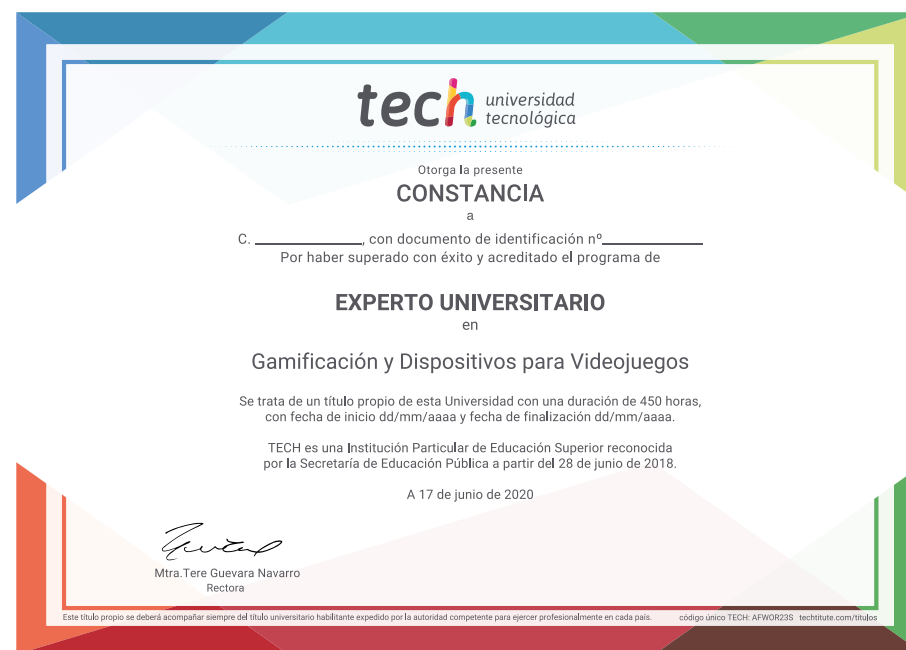 tech universidad
tecnológica
Otorga la presente
CONSTANCIA
a
C. ____________, con documento de identificación nº____________
Por haber superado con éxito y acreditado el programa de
EXPERTO UNIVERSITARIO
en
Gamificación y Dispositivos para Videojuegos
Se trata de un título propio de esta Universidad con una duración de 450 horas,
con fecha de inicio dd/mm/aaaa y fecha de finalización dd/mm/aaaa.
TECH es una Institución Particular de Educación Superior reconocida
por la Secretaría de Educación Pública a partir del 28 de junio de 2018.
A 17 de junio de 2020
Mtra.Tere Guevara Navarro
Rectora
Este título propio se deberá acompañar siempre del título universitario habilitante expedido por la autoridad competente para ejercer profesionalmente en cada país. código único TECH: AFWOR23S techtitute.com/titulos